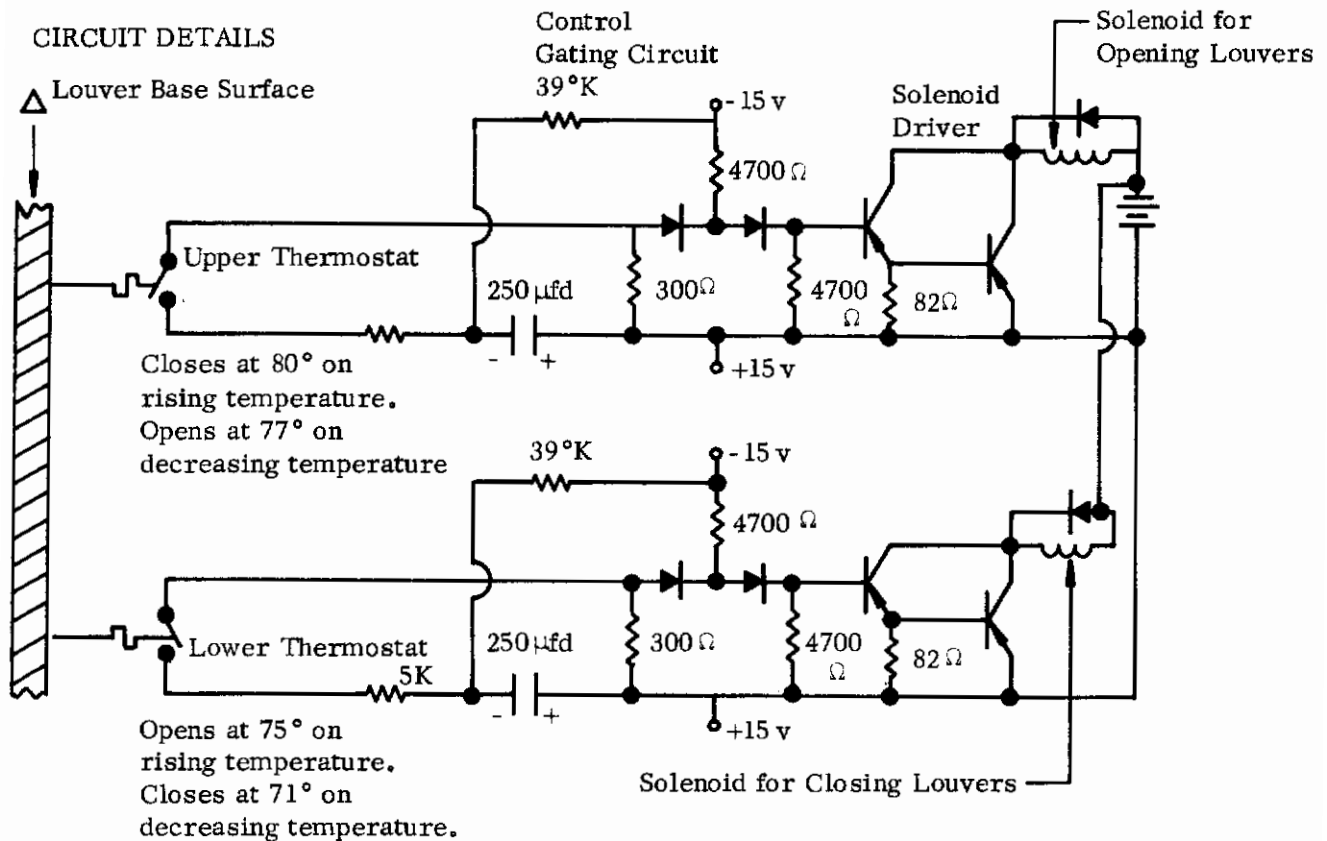 CIRCUIT DETAILS
Control
Gating Circuit
Solenoid for
Opening Louvers
Louver Base Surface
39°K
- 15 v
Solenoid
Driver
4700 Ω
Upper Thermostat
250 μfd
300Ω
4700
Ω
82Ω
- +
+15 v
Closes at 80° on
rising temperature.
Opens at 77° on
decreasing temperature
39°K
- 15 v
4700 Ω
Lower Thermostat
5K
250 μfd
300 Ω
4700
Ω
82 Ω
- +
+15 v
Opens at 75° on
rising temperature.
Closes at 71° on
decreasing temperature.
Solenoid for Closing Louvers